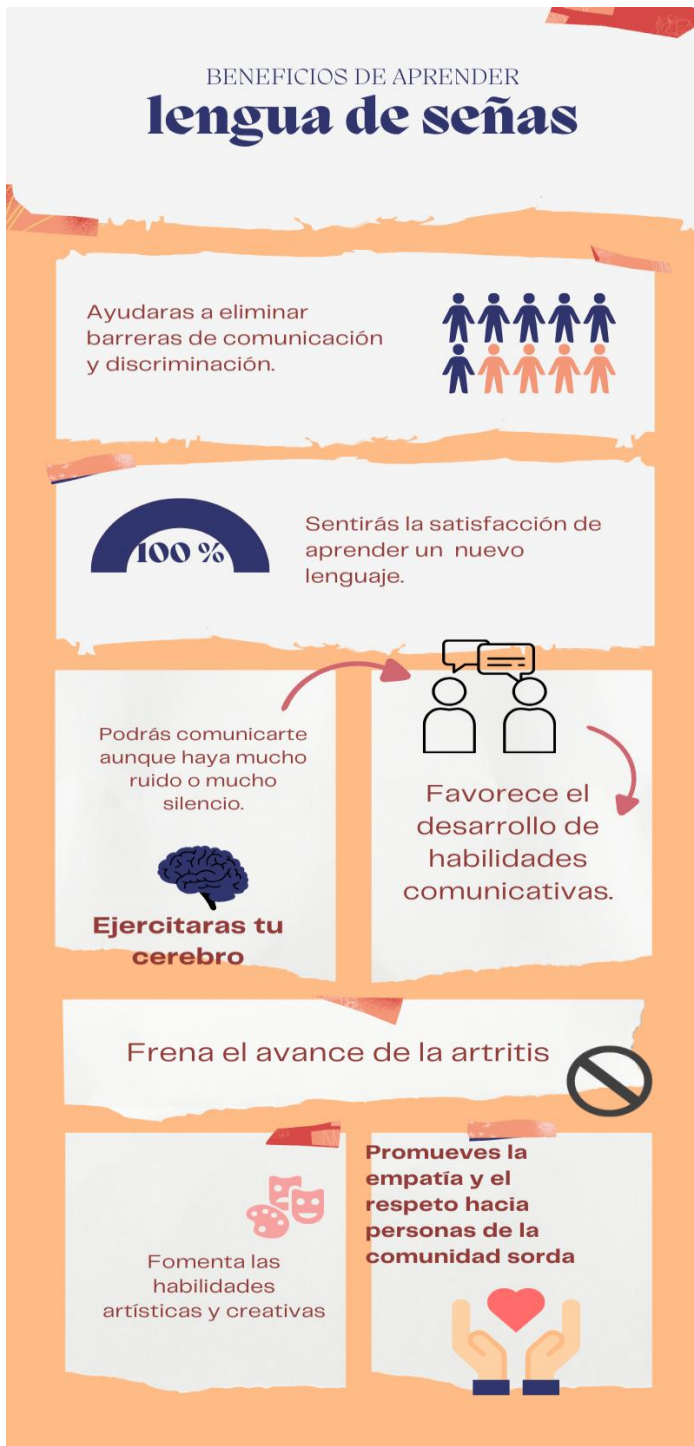 BENEFICIOS DE APRENDER
lengua de señas
Ayudaras a eliminar
barreras de comunicación
y discriminación.
100 %
Sentirás la satisfacción de
aprender un nuevo
lenguaje.
Podrás comunicarte
aunque haya mucho
ruido o mucho
silencio.
Ejercitaras tu
cerebro
Favorece el
desarrollo de
habilidades
comunicativas.
Frena el avance de la artritis
Fomenta las
habilidades
artísticas y creativas
Promueves la
empatía y el
respeto hacia
personas de la
comunidad sorda